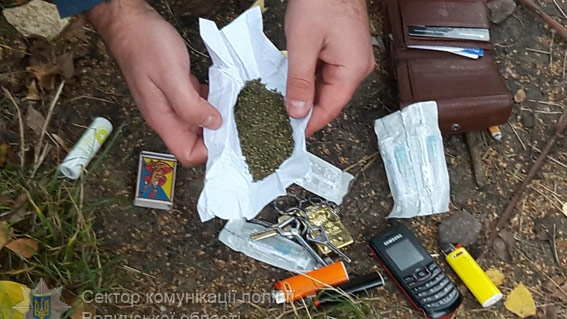 SAMSUNG
Сектор комунікації поліції
Волинської області